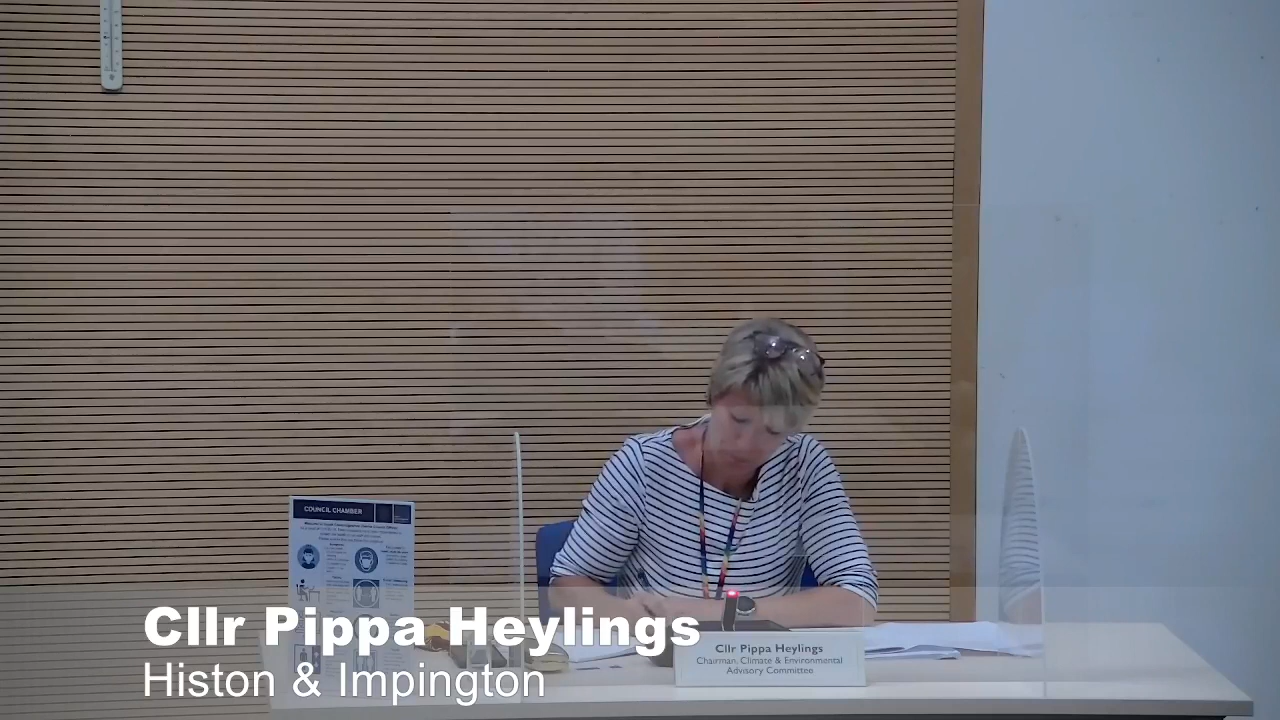 COUNCIL CHAMBER
Cllr Pippa Heylings
Histon & Impington
Cllr Pippa Heylings
Chairman, Climate & Environmental
Advisory Committee